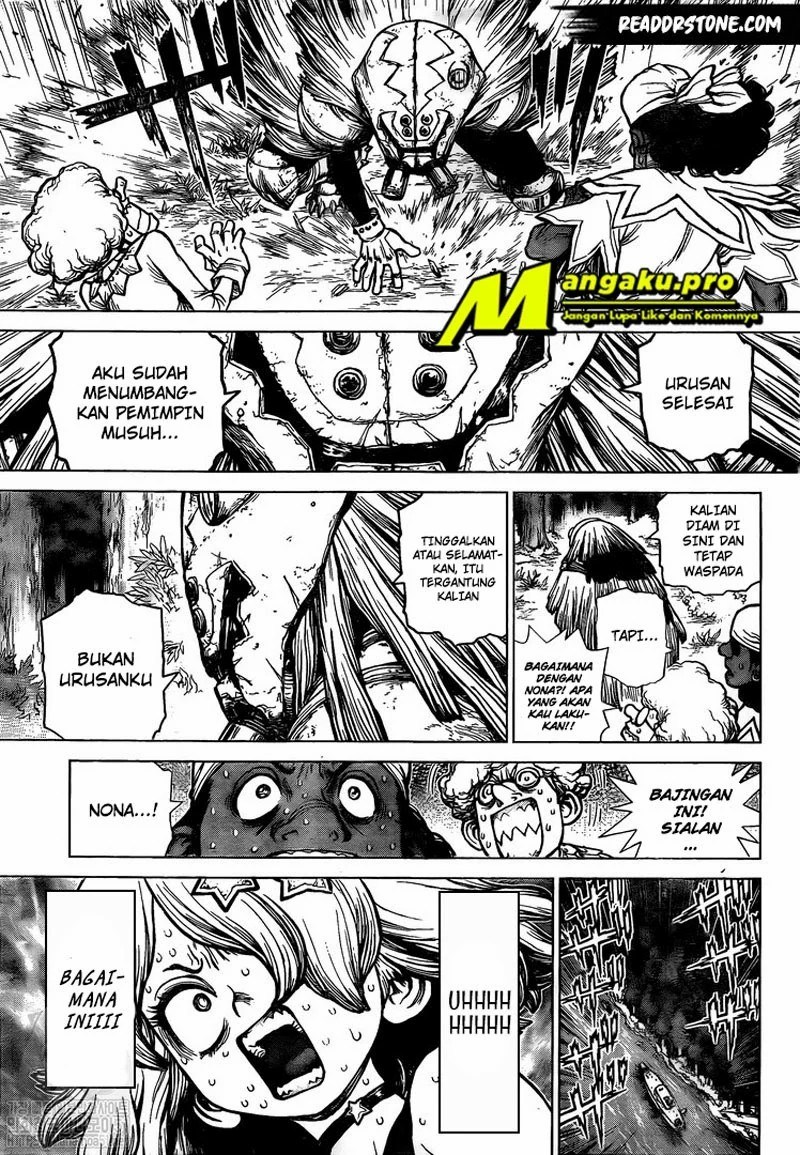 READDRSTONE.COM
Mangaku.pro
Jangan Lupa Like dan Komennya
URUSAN
SELESAI
AKU SUDAH
MENUMBANG-
KAN PEMIMPIN
MUSUH...
KALIAN
DIAM DI
SINI DAN
TETAP
WASPADA
TAPI...
BAGAIMANA
DENGAN
NONA?! APA
YANG AKAN
KAU LAKU-
KAN!!
TINGGALKAN
ATAU SELAMAT-
KAN, ITU
TERGANTUNG
KALIAN
BUKAN
URUSANKU
BAJINGAN
INI!
SIALAN
...
NONA...!
UHHHH
HHHHH
BAGAI-
MANA
INIIII